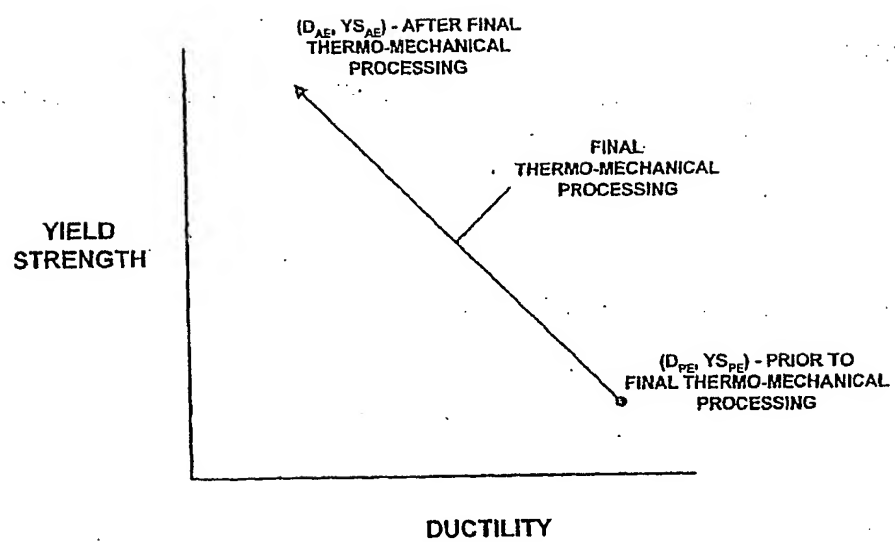 (D_AE, YS_AE) - AFTER FINAL
THERMO-MECHANICAL
PROCESSING
FINAL
THERMO-MECHANICAL
PROCESSING
YIELD
STRENGTH
(D_PE, YS_PE) - PRIOR TO
FINAL THERMO-MECHANICAL
PROCESSING
DUCTILITY